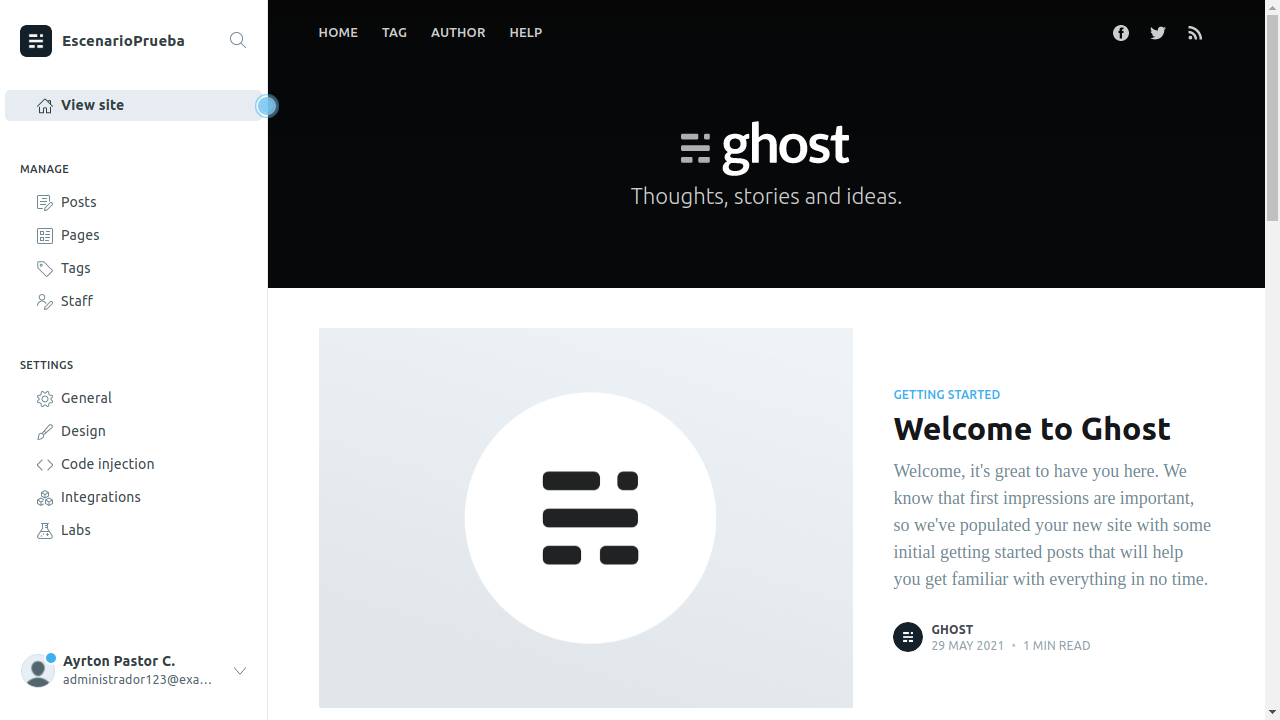 EscenarioPrueba
View site
MANAGE
Posts
Pages
Tags
Staff
SETTINGS
General
Design
Code injection
Integrations
Labs
Ayrton Pastor C.
administrador123@exa...
HOME TAG AUTHOR HELP
ghost
Thoughts, stories and ideas.
GETTING STARTED
Welcome to Ghost
Welcome, it's great to have you here. We
know that first impressions are important,
so we've populated your new site with some
initial getting started posts that will help
you get familiar with everything in no time.
GHOST
29 MAY 2021 • 1 MIN READ